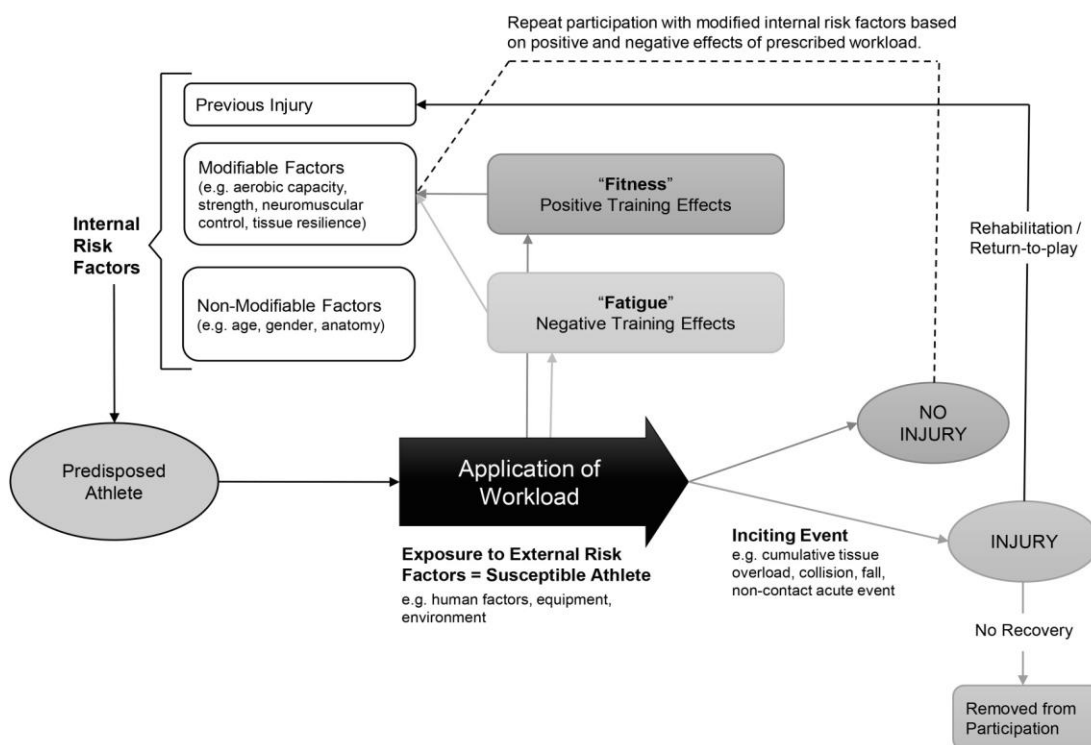 Repeat participation with modified internal risk factors based
on positive and negative effects of prescribed workload.
Previous Injury
Modifiable Factors
(e.g. aerobic capacity,
strength, neuromuscular
control, tissue resilience)
"Fitness"
Positive Training Effects
Internal
Risk
Factors
Rehabilitation /
Return-to-play
Non-Modifiable Factors
(e.g. age, gender, anatomy)
"Fatigue"
Negative Training Effects
NO
INJURY
Predisposed
Athlete
Application of
Workload
Exposure to External Risk
Factors = Susceptible Athlete
e.g. human factors, equipment,
environment
Inciting Event
e.g. cumulative tissue
overload, collision, fall,
non-contact acute event
INJURY
No Recovery
Removed from
Participation